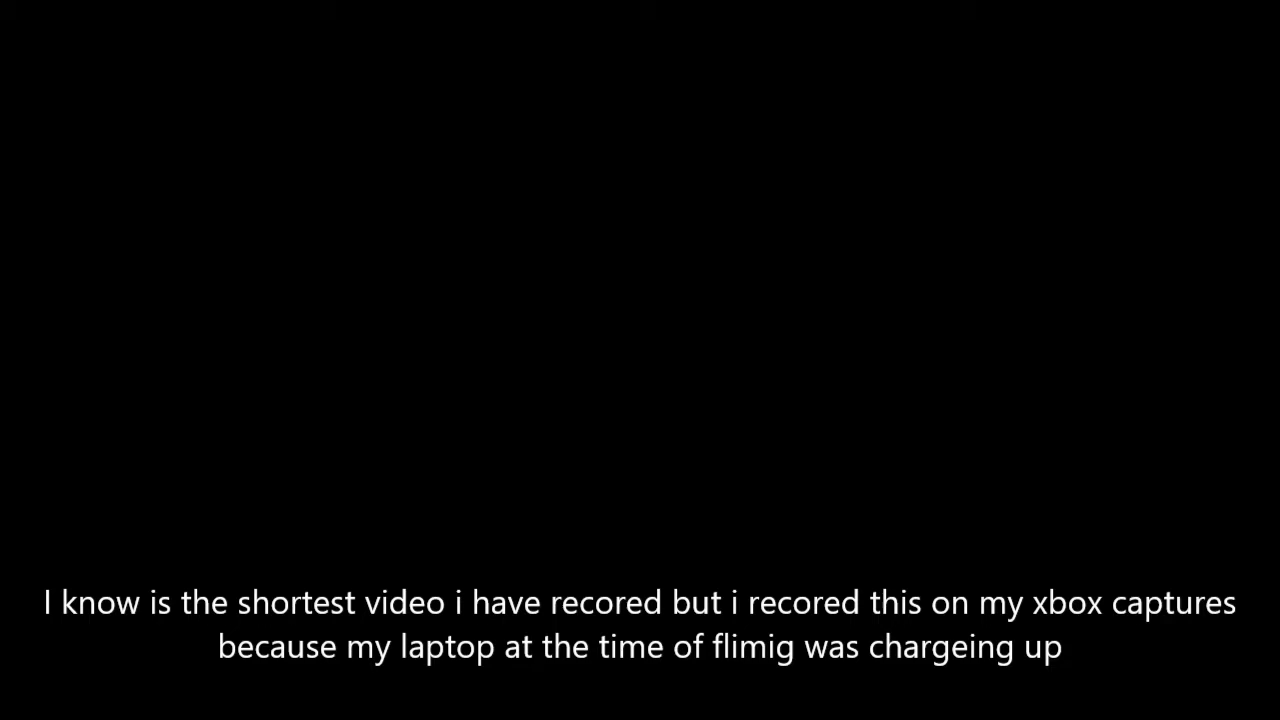 I know is the shortest video i have recored but i recored this on my xbox captures
because my laptop at the time of flimig was chargeing up